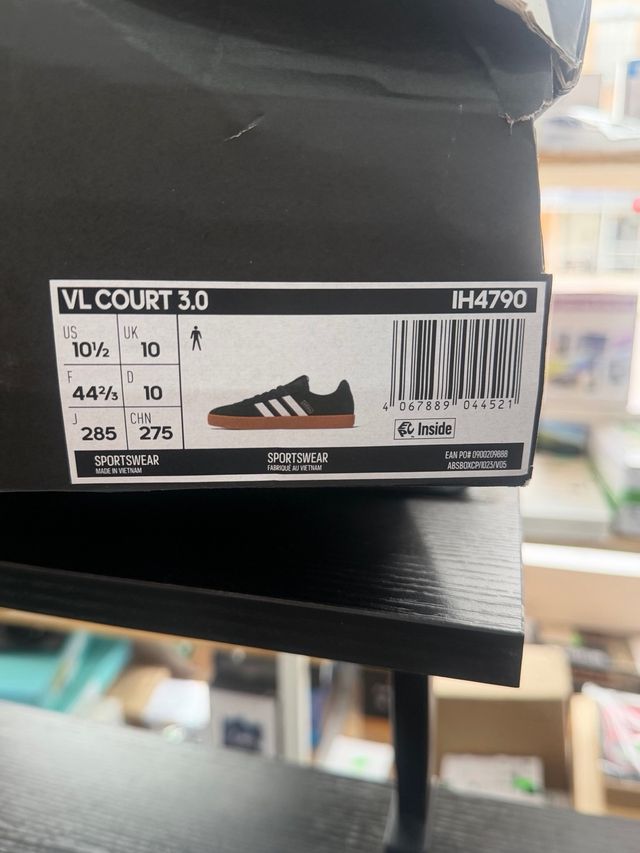 VL COURT 3.0 IH4790
US 10½ UK 10
F 44⅔ D 10
J 285 CHN 275
4 067889 044521
Inside
SPORTSWEAR
MADE IN VIETNAM
SPORTSWEAR
FABRIQUÉ AU VIETNAM
EAN PO# 0900209888
ABSBOXCP/1023/V05